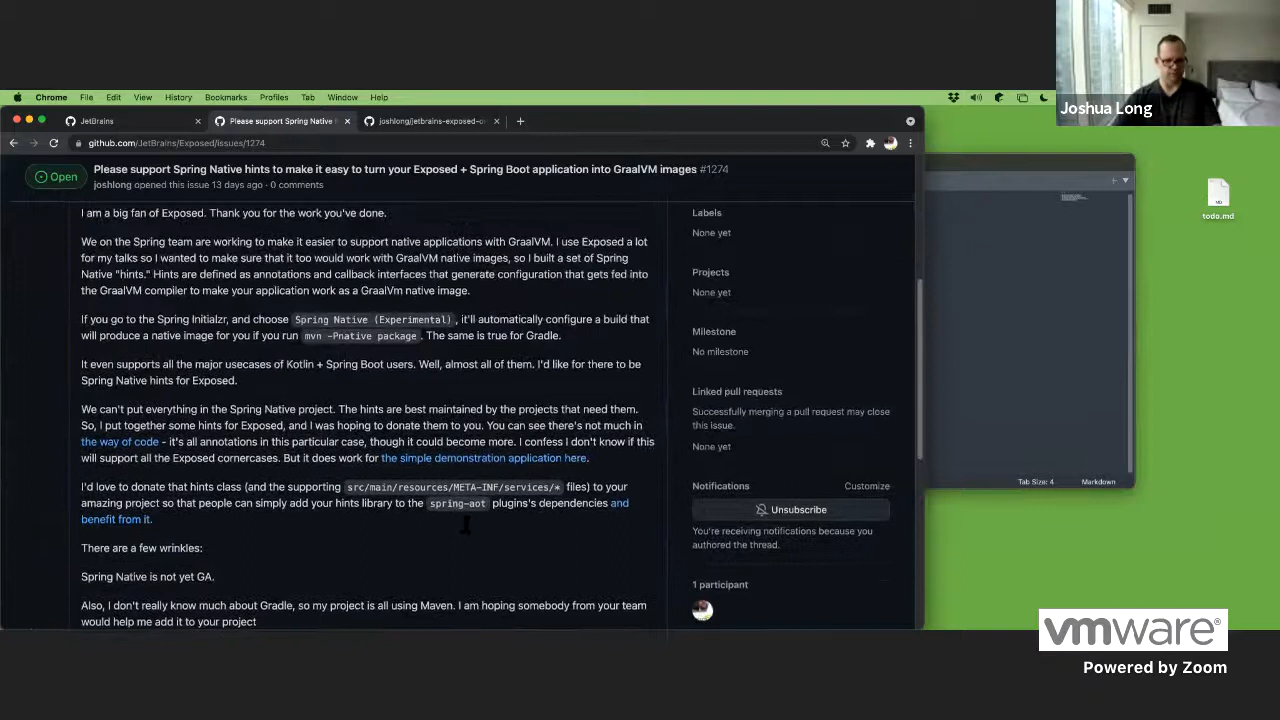 Joshua Long
Chrome File Edit View History Bookmarks Profiles Tab Window Help
JetBrains
Please support Spring Native
joshlong/jetbrains-exposed-
github.com/JetBrains/Exposed/issues/1274
Open
Please support Spring Native hints to make it easy to turn your Exposed + Spring Boot application into GraalVM images #1274
joshlong opened this issue 13 days ago · 0 comments
I am a big fan of Exposed. Thank you for the work you've done.
We on the Spring team are working to make it easier to support native applications with GraalVM. I use Exposed a lot
for my talks so I wanted to make sure that it too would work with GraalVM native images, so I built a set of Spring
Native "hints." Hints are defined as annotations and callback interfaces that generate configuration that gets fed into
the GraalVM compiler to make your application work as a GraalVm native image.
If you go to the Spring Initialzr, and choose Spring Native (Experimental), it'll automatically configure a build that
will produce a native image for you if you run mvn -Pnative package. The same is true for Gradle.
It even supports all the major usecases of Kotlin + Spring Boot users. Well, almost all of them. I'd like for there to be
Spring Native hints for Exposed.
We can't put everything in the Spring Native project. The hints are best maintained by the projects that need them.
So, I put together some hints for Exposed, and I was hoping to donate them to you. You can see there's not much in
the way of code - it's all annotations in this particular case, though it could become more. I confess I don't know if this
will support all the Exposed cornercases. But it does work for the simple demonstration application here.
I'd love to donate that hints class (and the supporting src/main/resources/META-INF/services/* files) to your
amazing project so that people can simply add your hints library to the spring-aot plugins's dependencies and
benefit from it.
There are a few wrinkles:
Spring Native is not yet GA.
Also, I don't really know much about Gradle, so my project is all using Maven. I am hoping somebody from your team
would help me add it to your project
Labels
None yet
Projects
None yet
Milestone
No milestone
Linked pull requests
Successfully merging a pull request may close
this issue.
None yet
Notifications
Customize
Unsubscribe
You're receiving notifications because you
authored the thread.
1 participant
Tab Size: 4 Markdown
todo.md
vmware®
Powered by Zoom